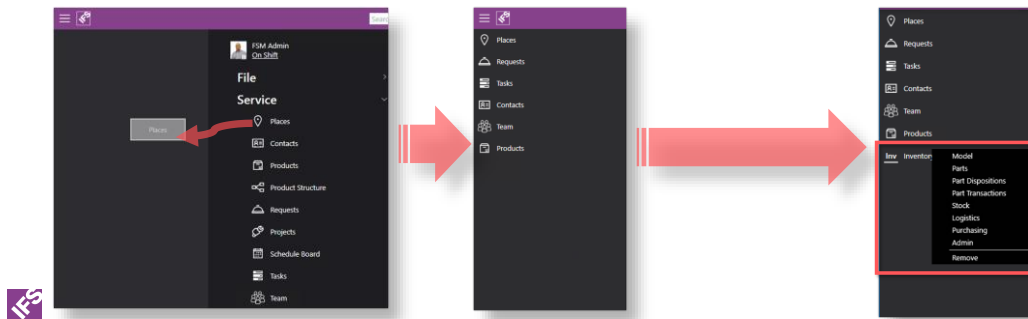 Sear
FSM Admin
On Shift
File
Service
Places
Places
Contacts
Products
Product Structure
Requests
Projects
Schedule Board
Tasks
Team
IFS
Places
Requests
Tasks
Contacts
Team
Products
Places
Requests
Tasks
Contacts
Team
Products
Inv Inventory
Model
Parts
Part Dispositions
Part Transactions
Stock
Logistics
Purchasing
Admin
Remove